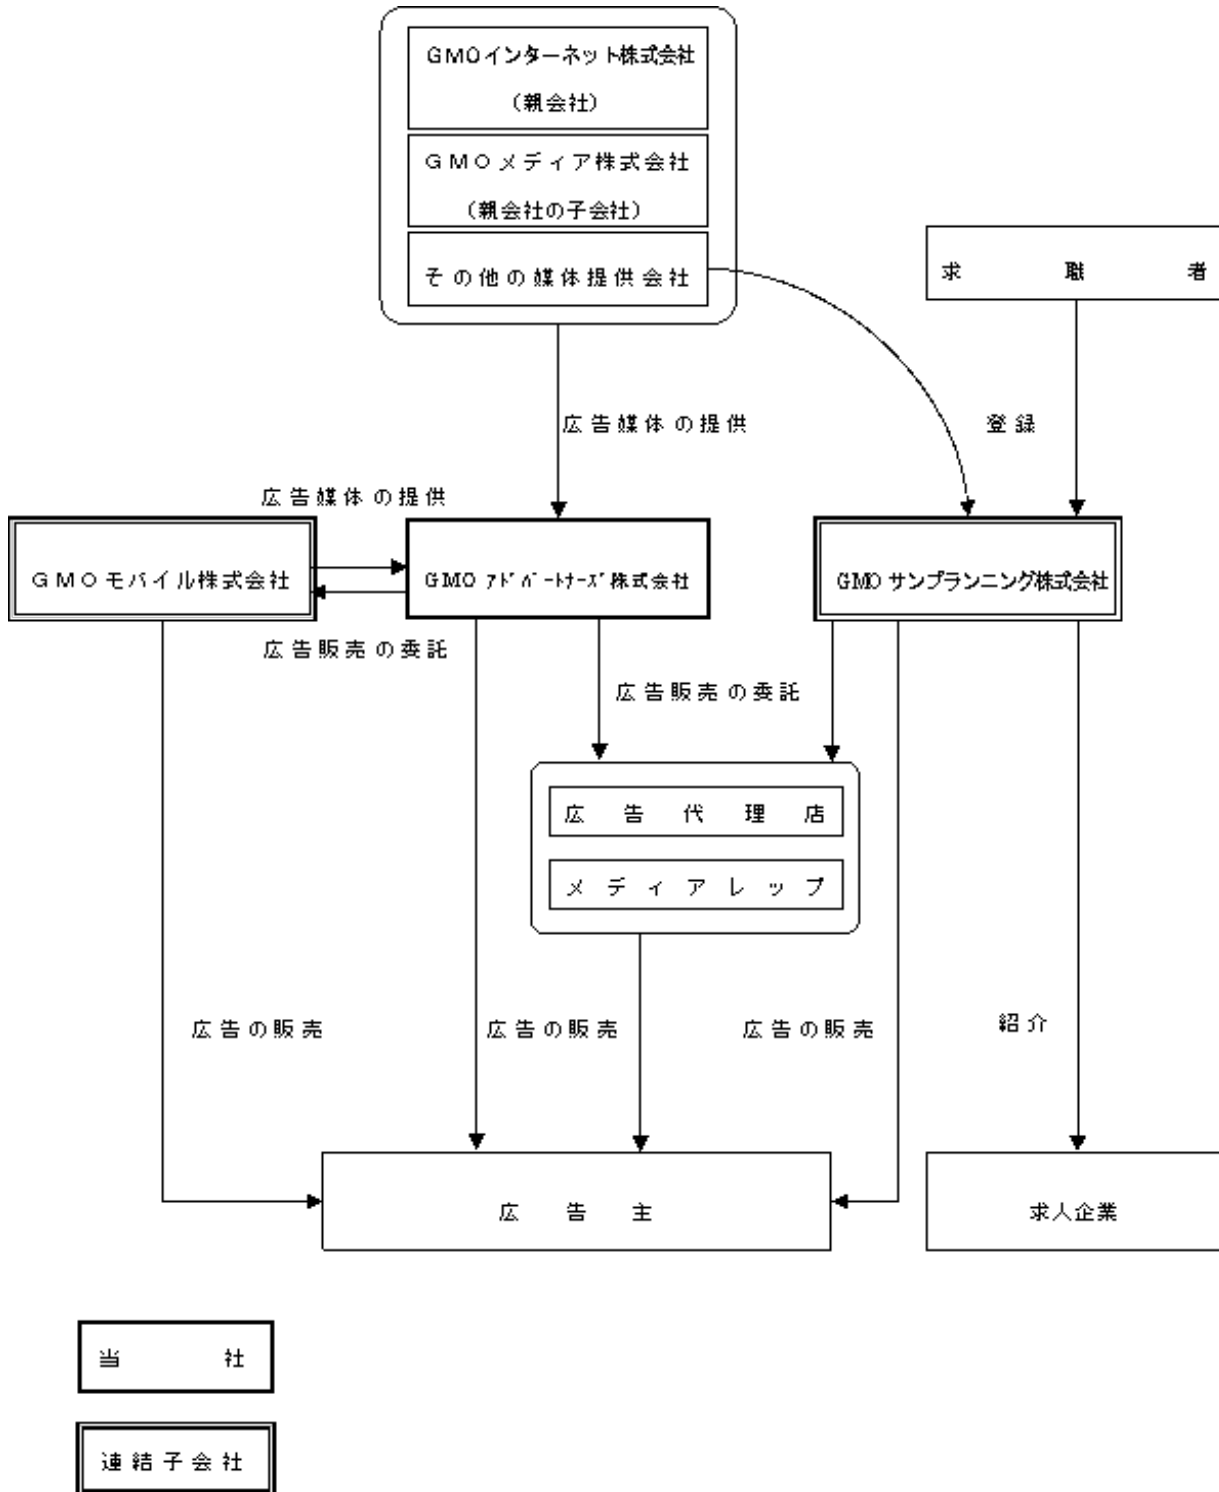 GMOインターネット株式会社
（親会社）
GMOメディア株式会社
（親会社の子会社）
その他の媒体提供会社
求職者
広告媒体の提供
登録
広告媒体の提供
GMOモバイル株式会社
GMOアドパートナーズ株式会社
GMOサンプランニング株式会社
広告販売の委託
広告販売の委託
広告代理店
メディアレップ
広告の販売
広告の販売
広告の販売
紹介
広告主
求人企業
当社
連結子会社